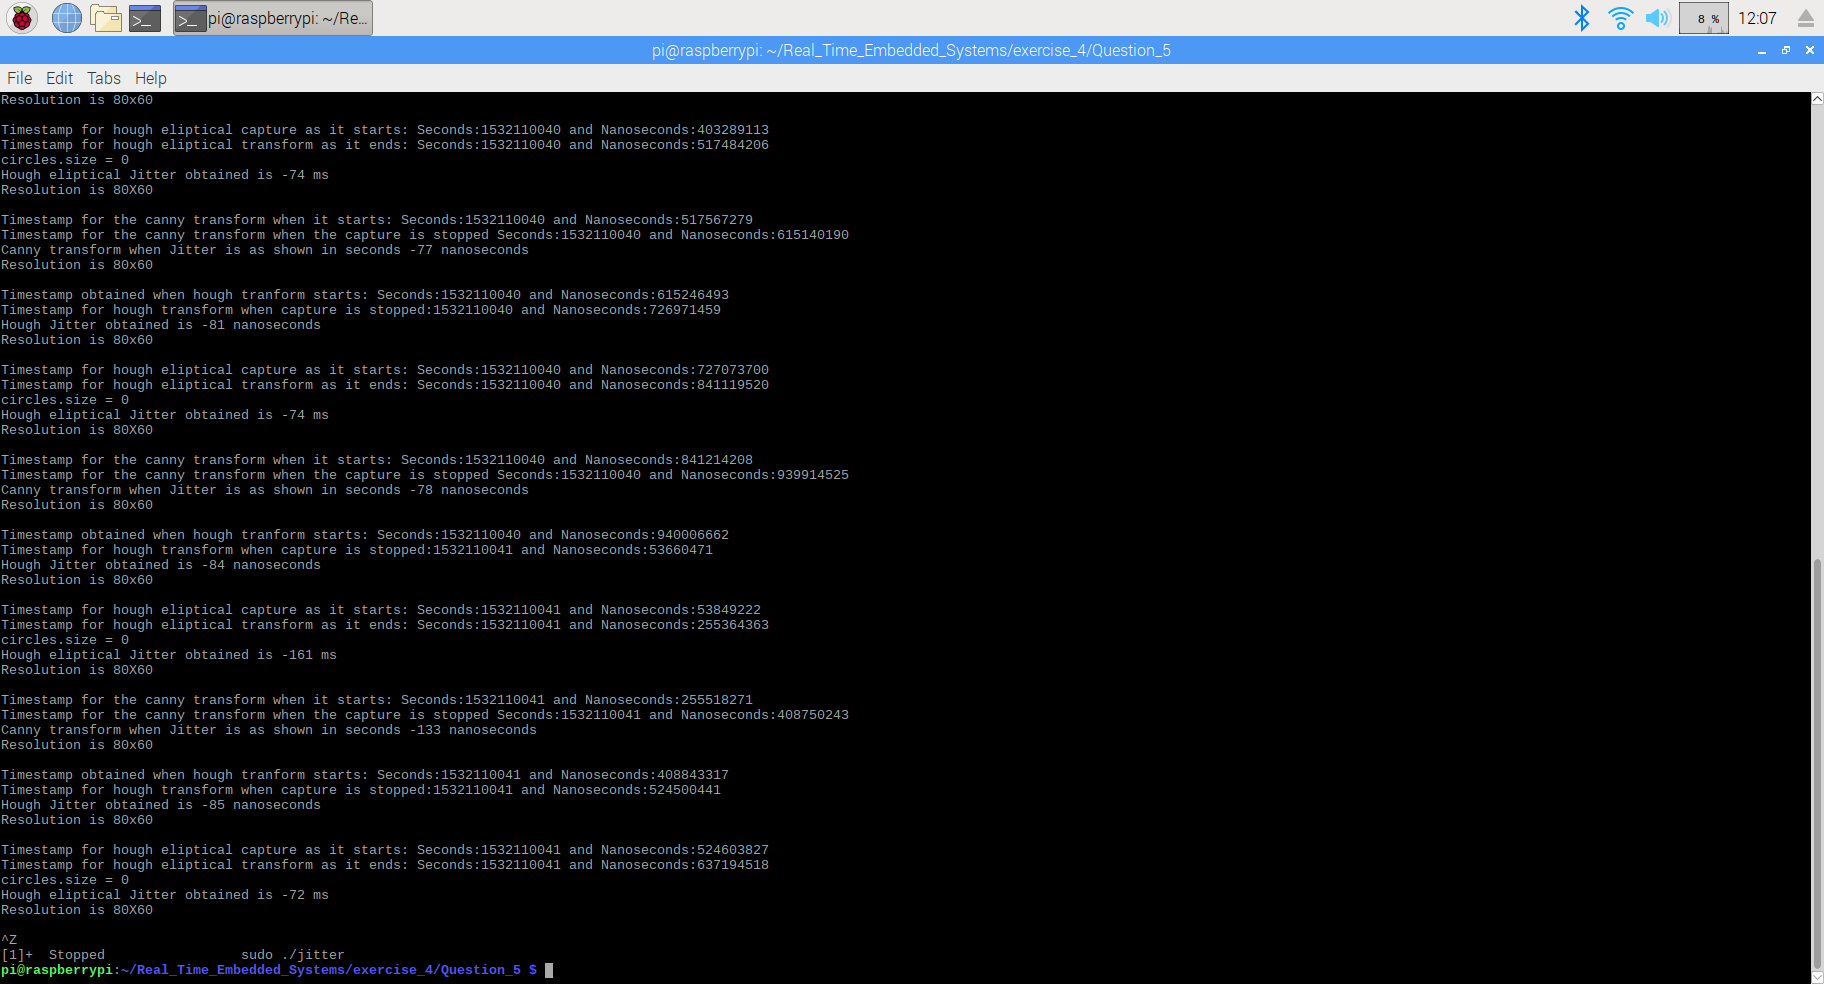 pi@raspberrypi: ~/Re...
8 %
12:07
pi@raspberrypi: ~/Real_Time_Embedded_Systems/exercise_4/Question_5
File Edit Tabs Help
Resolution is 80x60
Timestamp for hough eliptical capture as it starts: Seconds:1532110040 and Nanoseconds:403289113
Timestamp for hough eliptical transform as it ends: Seconds:1532110040 and Nanoseconds:517484206
circles.size = 0
Hough eliptical Jitter obtained is -74 ms
Resolution is 80X60
Timestamp for the canny transform when it starts: Seconds:1532110040 and Nanoseconds:517567279
Timestamp for the canny transform when the capture is stopped Seconds:1532110040 and Nanoseconds:615140190
Canny transform when Jitter is as shown in seconds -77 nanoseconds
Resolution is 80x60
Timestamp obtained when hough tranform starts: Seconds:1532110040 and Nanoseconds:615246493
Timestamp for hough transform when capture is stopped:1532110040 and Nanoseconds:726971459
Hough Jitter obtained is -81 nanoseconds
Resolution is 80x60
Timestamp for hough eliptical capture as it starts: Seconds:1532110040 and Nanoseconds:727073700
Timestamp for hough eliptical transform as it ends: Seconds:1532110040 and Nanoseconds:841119520
circles.size = 0
Hough eliptical Jitter obtained is -74 ms
Resolution is 80X60
Timestamp for the canny transform when it starts: Seconds:1532110040 and Nanoseconds:841214208
Timestamp for the canny transform when the capture is stopped Seconds:1532110040 and Nanoseconds:939914525
Canny transform when Jitter is as shown in seconds -78 nanoseconds
Resolution is 80x60
Timestamp obtained when hough tranform starts: Seconds:1532110040 and Nanoseconds:940006662
Timestamp for hough transform when capture is stopped:1532110041 and Nanoseconds:53660471
Hough Jitter obtained is -84 nanoseconds
Resolution is 80x60
Timestamp for hough eliptical capture as it starts: Seconds:1532110041 and Nanoseconds:53849222
Timestamp for hough eliptical transform as it ends: Seconds:1532110041 and Nanoseconds:255364363
circles.size = 0
Hough eliptical Jitter obtained is -161 ms
Resolution is 80X60
Timestamp for the canny transform when it starts: Seconds:1532110041 and Nanoseconds:255518271
Timestamp for the canny transform when the capture is stopped Seconds:1532110041 and Nanoseconds:408750243
Canny transform when Jitter is as shown in seconds -133 nanoseconds
Resolution is 80x60
Timestamp obtained when hough tranform starts: Seconds:1532110041 and Nanoseconds:408843317
Timestamp for hough transform when capture is stopped:1532110041 and Nanoseconds:524500441
Hough Jitter obtained is -85 nanoseconds
Resolution is 80x60
Timestamp for hough eliptical capture as it starts: Seconds:1532110041 and Nanoseconds:524603827
Timestamp for hough eliptical transform as it ends: Seconds:1532110041 and Nanoseconds:637194518
circles.size = 0
Hough eliptical Jitter obtained is -72 ms
Resolution is 80X60
^Z
[1]+  Stopped                 sudo ./jitter
pi@raspberrypi:~/Real_Time_Embedded_Systems/exercise_4/Question_5 $